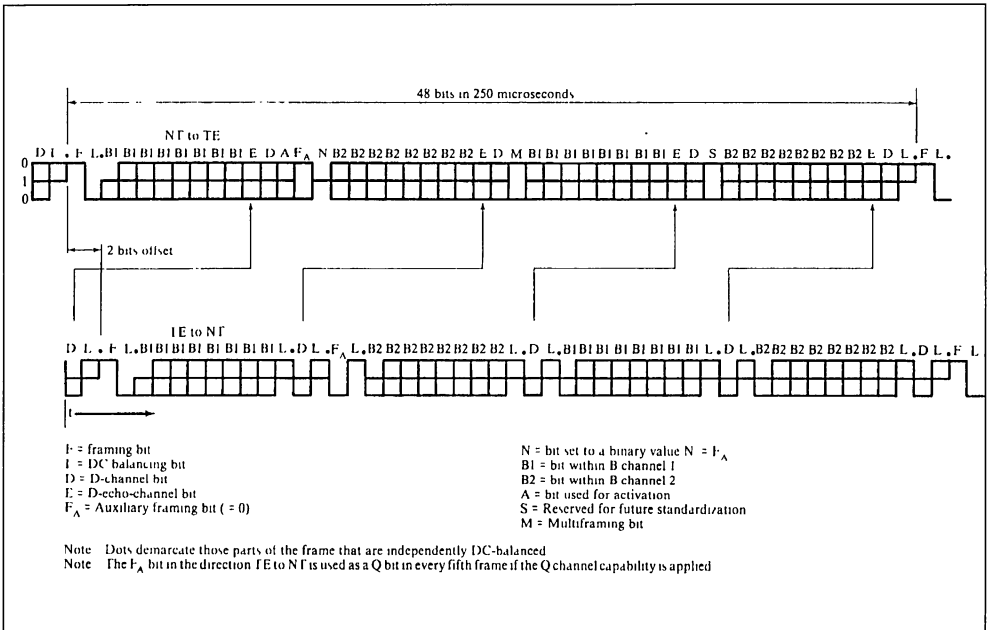 48 bits in 250 microseconds
NT to TE
D L . F L . B1 B1 B1 B1 B1 B1 B1 B1 E D A F_A N B2 B2 B2 B2 B2 B2 B2 B2 E D M B1 B1 B1 B1 B1 B1 B1 B1 E D S B2 B2 B2 B2 B2 B2 B2 B2 E D L . F L .
0
1
0
2 bits offset
TE to NT
D L . F L . B1 B1 B1 B1 B1 B1 B1 B1 L . D L . F_A L . B2 B2 B2 B2 B2 B2 B2 B2 L . D L . B1 B1 B1 B1 B1 B1 B1 B1 L . D L . B2 B2 B2 B2 B2 B2 B2 B2 L . D L . F L
t
F = framing bit
L = DC balancing bit
D = D-channel bit
E = D-echo-channel bit
F_A = Auxiliary framing bit ( = 0)
N = bit set to a binary value N = F_A
B1 = bit within B channel 1
B2 = bit within B channel 2
A = bit used for activation
S = Reserved for future standardization
M = Multiframing bit
Note Dots demarcate those parts of the frame that are independently DC-balanced
Note The F_A bit in the direction TE to NT is used as a Q bit in every fifth frame if the Q channel capability is applied